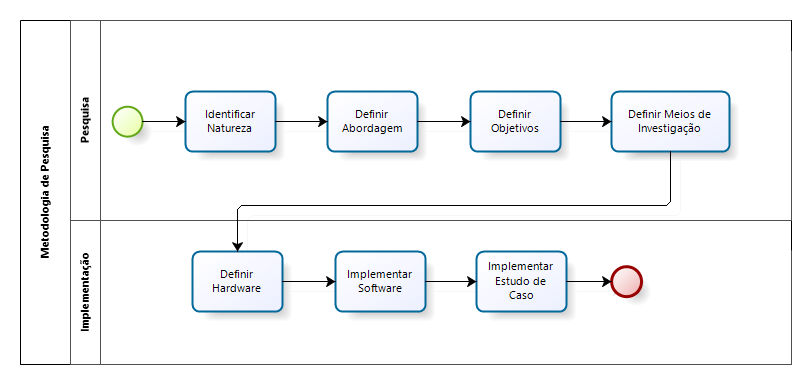 Metodologia de Pesquisa
Pesquisa
Identificar
Natureza
Definir
Abordagem
Definir
Objetivos
Definir Meios de
Investigação
Implementação
Definir
Hardware
Implementar
Software
Implementar
Estudo de
Caso